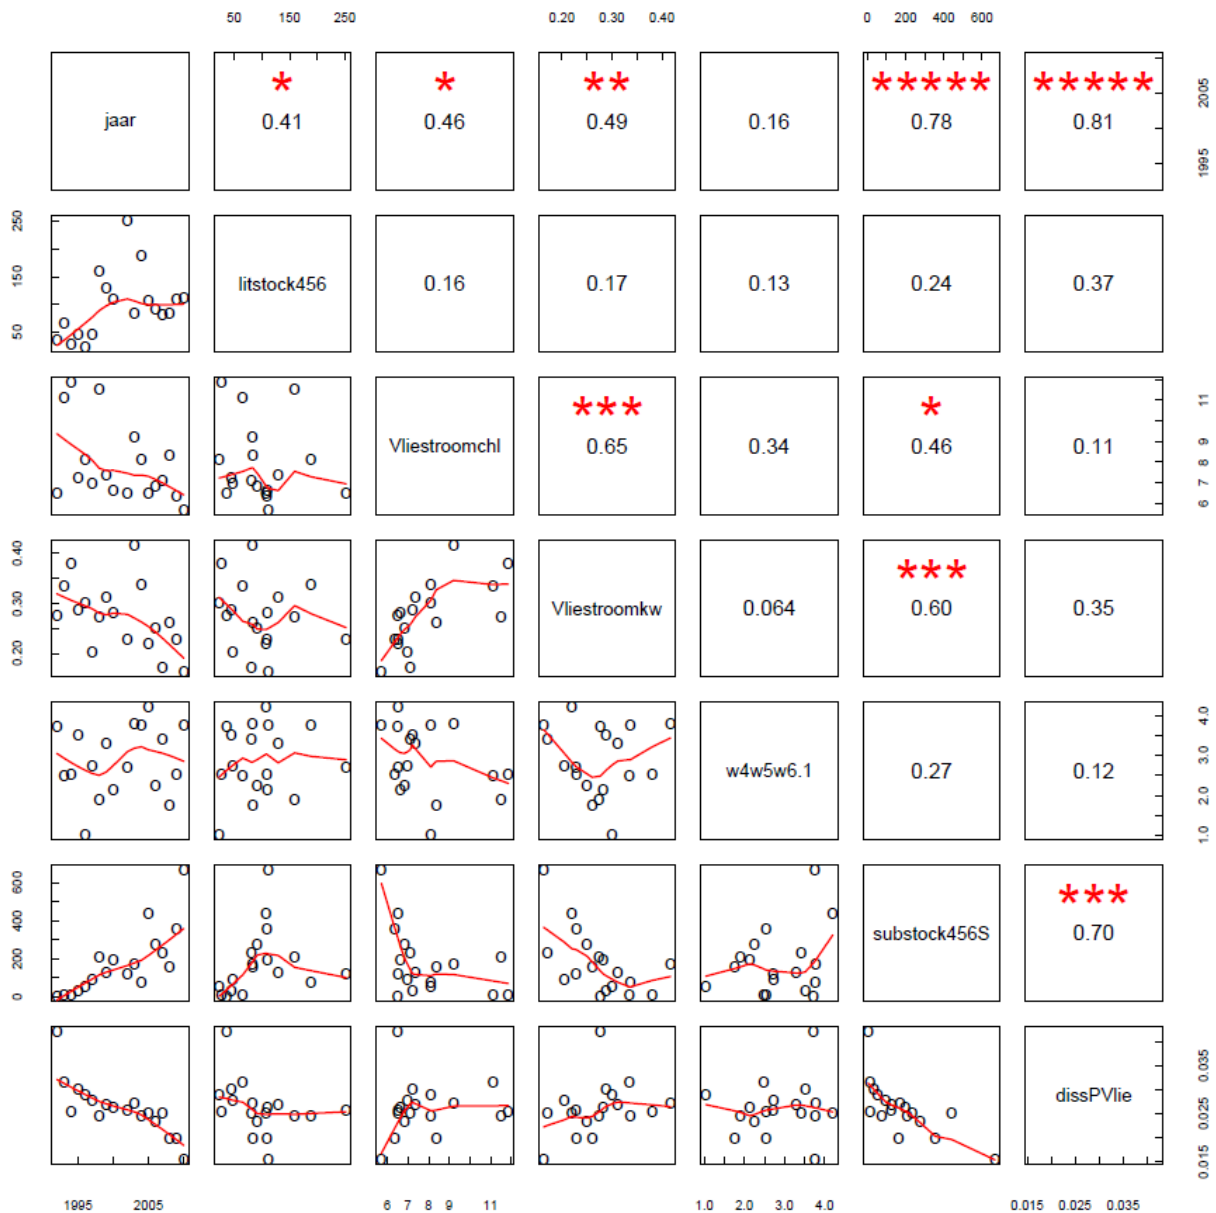 50 150 250 0.20 0.30 0.40 0 200 400 600
jaar * 0.41 * 0.46 ** 0.49 0.16 ***** 0.78 ***** 0.81 1995 2005
50 150 250 litstock456 0.16 0.17 0.13 0.24 0.37
Vliestroomchl *** 0.65 0.34 * 0.46 0.11 6 7 8 9 11
0.20 0.30 0.40 Vliestroomkw 0.064 *** 0.60 0.35
w4w5w6.1 0.27 0.12 1.0 2.0 3.0 4.0
0 200 400 600 substock456S *** 0.70
dissPVlie 0.015 0.025 0.035
1995 2005 6 7 8 9 11 1.0 2.0 3.0 4.0 0.015 0.025 0.035